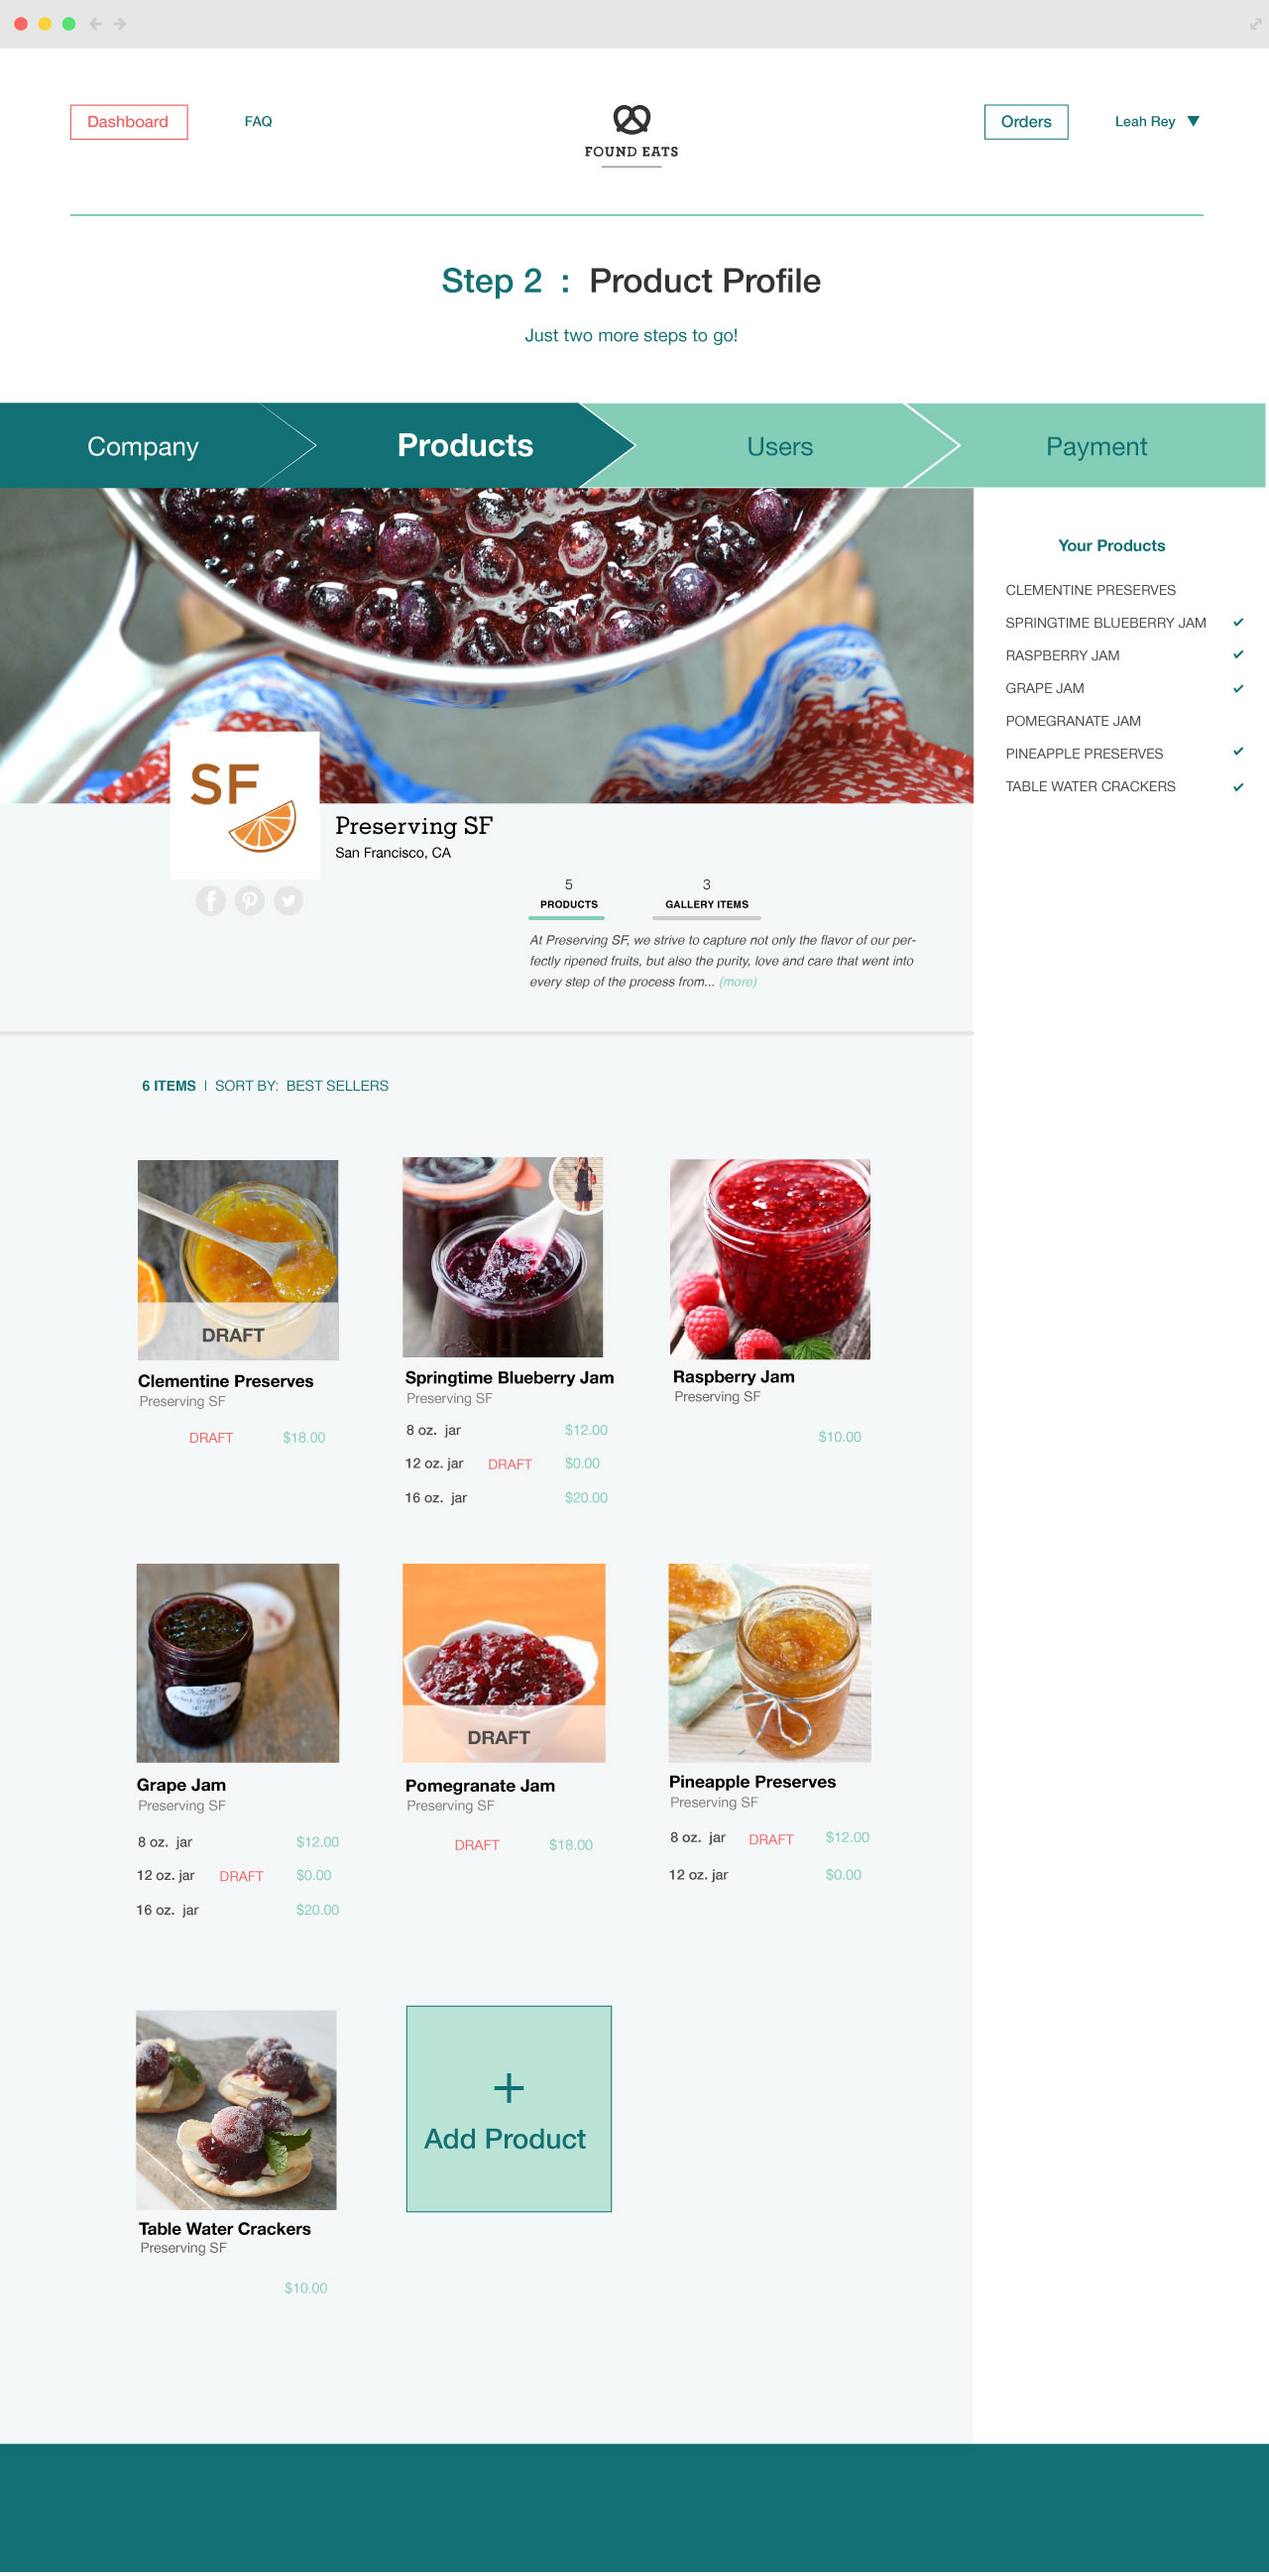 Dashboard
FAQ
FOUND EATS
Orders
Leah Rey
Step 2 : Product Profile
Just two more steps to go!
Company
Products
Users
Payment
Your Products
CLEMENTINE PRESERVES
SPRINGTIME BLUEBERRY JAM
RASPBERRY JAM
GRAPE JAM
POMEGRANATE JAM
PINEAPPLE PRESERVES
TABLE WATER CRACKERS
SF
Preserving SF
San Francisco, CA
5
PRODUCTS
3
GALLERY ITEMS
At Preserving SF, we strive to capture not only the flavor of our per-
fectly ripened fruits, but also the purity, love and care that went into
every step of the process from... (more)
6 ITEMS | SORT BY: BEST SELLERS
DRAFT
Clementine Preserves
Preserving SF
DRAFT $18.00
Springtime Blueberry Jam
Preserving SF
8 oz. jar $12.00
12 oz. jar DRAFT $0.00
16 oz. jar $20.00
Raspberry Jam
Preserving SF
$10.00
Grape Jam
Preserving SF
8 oz. jar $12.00
12 oz. jar DRAFT $0.00
16 oz. jar $20.00
DRAFT
Pomegranate Jam
Preserving SF
DRAFT $18.00
Pineapple Preserves
Preserving SF
8 oz. jar DRAFT $12.00
12 oz. jar $0.00
Table Water Crackers
Preserving SF
$10.00
+
Add Product